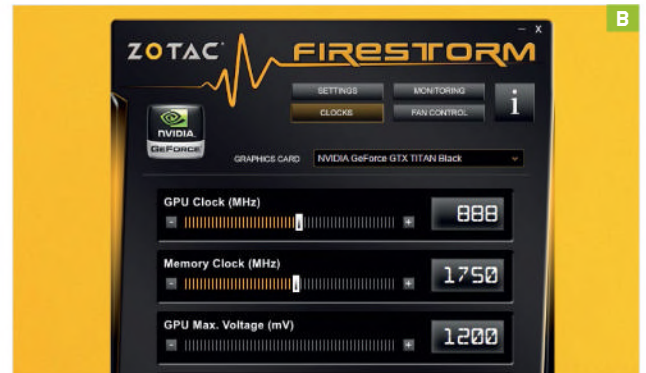 B
– x
ZOTAC FIRESTORM
SETTINGS MONITORING
CLOCKS FAN CONTROL
i
NVIDIA
GEFORCE
GRAPHICS CARD NVIDIA GeForce GTX TITAN Black
GPU Clock (MHz)
- + 888
Memory Clock (MHz)
- + 1750
GPU Max. Voltage (mV)
- + 1200